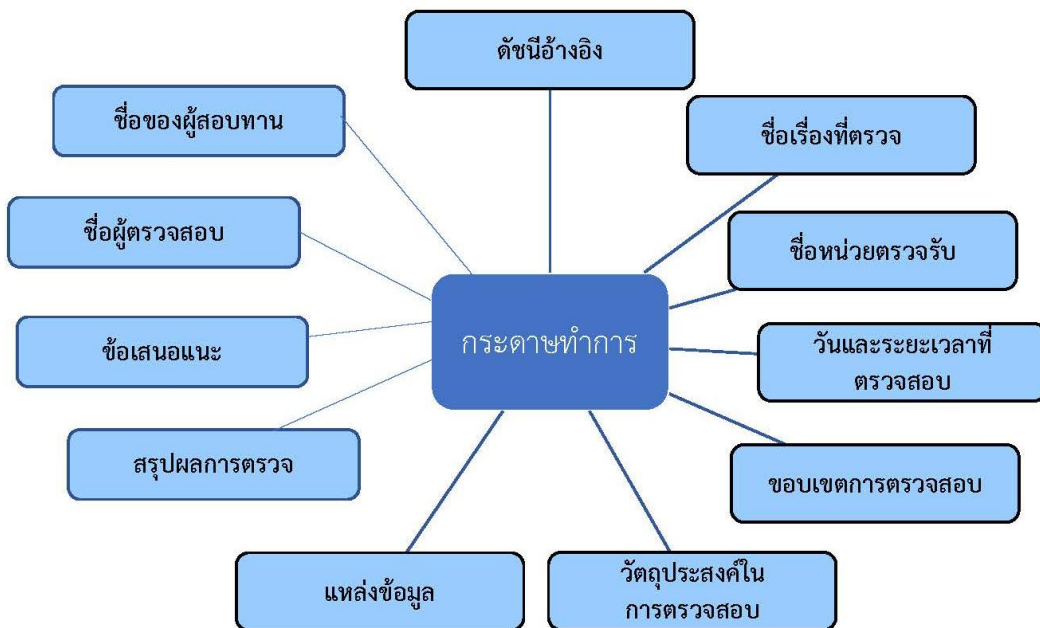 ดัชนีอ้างอิง
ชื่อของผู้สอบทาน
ชื่อเรื่องที่ตรวจ
ชื่อผู้ตรวจสอบ
ชื่อหน่วยตรวจรับ
กระดาษทำการ
ข้อเสนอแนะ
วันและระยะเวลาที่
ตรวจสอบ
สรุปผลการตรวจ
ขอบเขตการตรวจสอบ
แหล่งข้อมูล
วัตถุประสงค์ใน
การตรวจสอบ